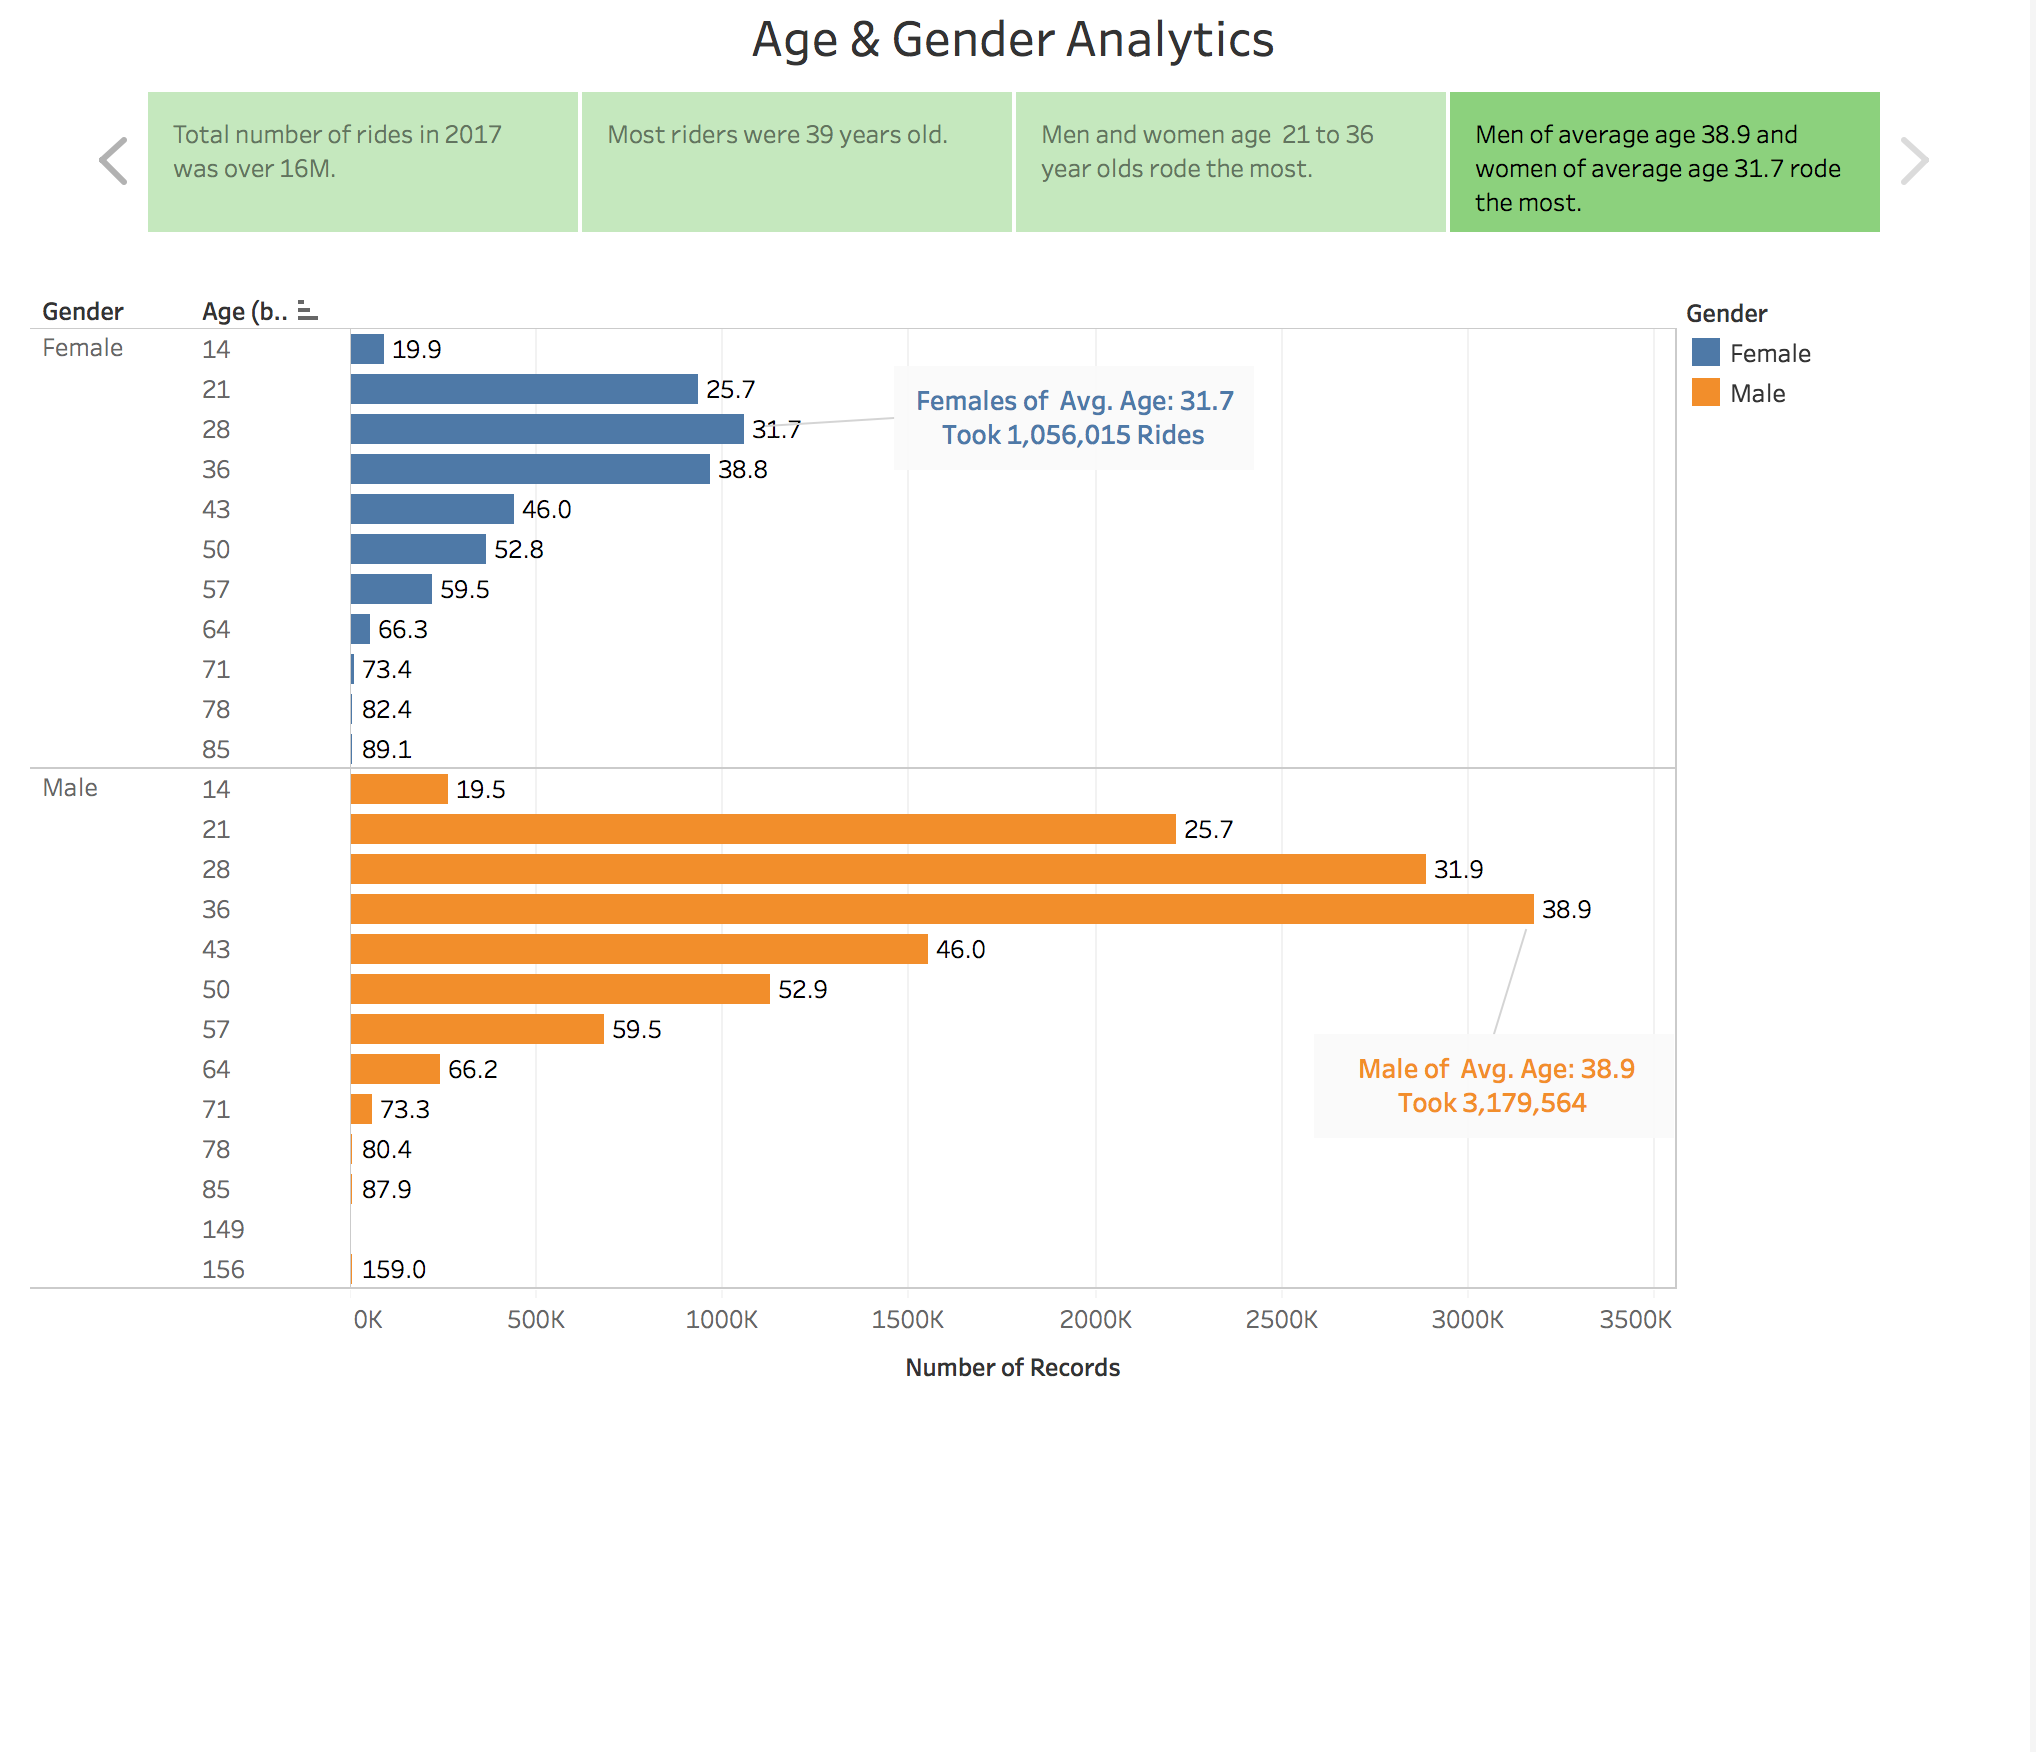 Age & Gender Analytics
Total number of rides in 2017
was over 16M.
Most riders were 39 years old.
Men and women age  21 to 36
year olds rode the most.
Men of average age 38.9 and
women of average age 31.7 rode
the most.
Gender Age (b..
Female 14 19.9
21 25.7
28 31.7
36 38.8
43 46.0
50 52.8
57 59.5
64 66.3
71 73.4
78 82.4
85 89.1
Females of  Avg. Age: 31.7
Took 1,056,015 Rides
Male 14 19.5
21 25.7
28 31.9
36 38.9
43 46.0
50 52.9
57 59.5
64 66.2
71 73.3
78 80.4
85 87.9
149
156 159.0
Male of  Avg. Age: 38.9
Took 3,179,564
0K 500K 1000K 1500K 2000K 2500K 3000K 3500K
Number of Records
Gender
Female
Male